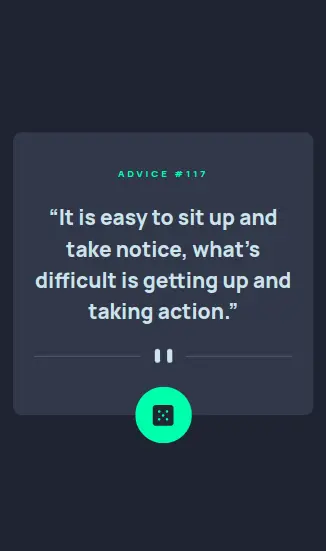 ADVICE #117
“It is easy to sit up and
take notice, what’s
difficult is getting up and
taking action.”